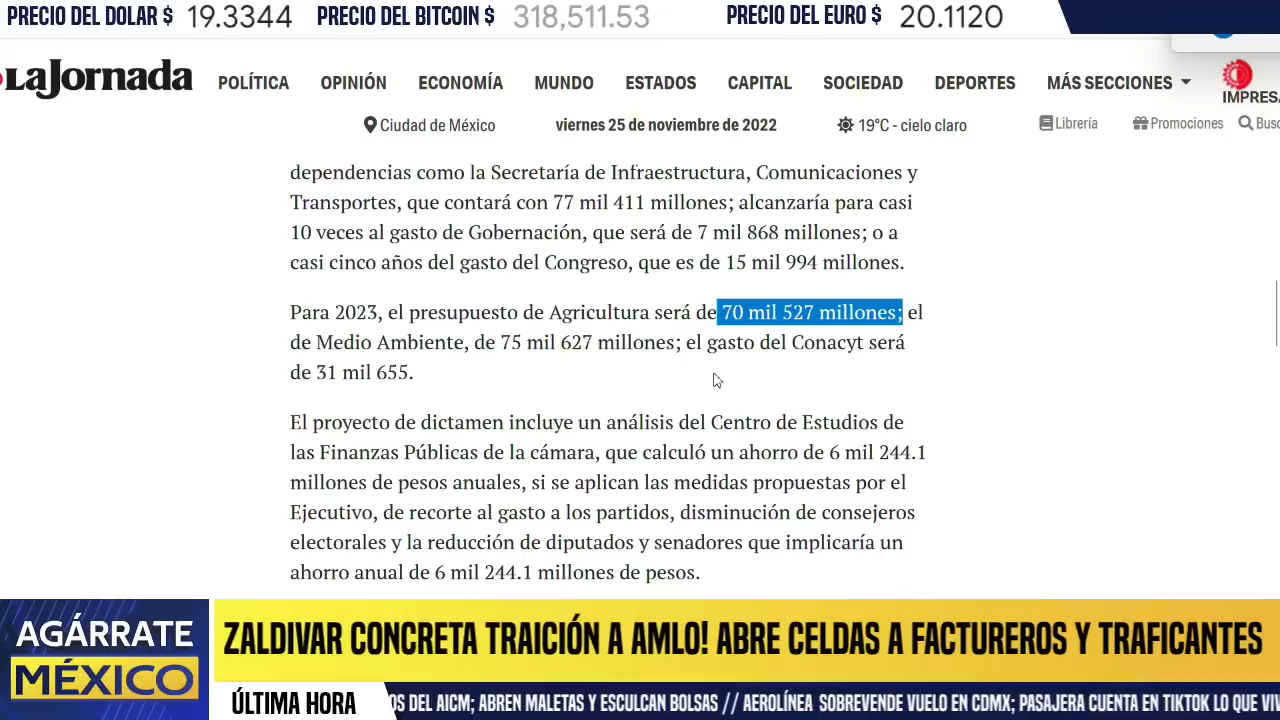 PRECIO DEL DOLAR $ 19.3344 PRECIO DEL BITCOIN $ 318,511.53 PRECIO DEL EURO $ 20.1120
La Jornada POLÍTICA OPINIÓN ECONOMÍA MUNDO ESTADOS CAPITAL SOCIEDAD DEPORTES MÁS SECCIONES
Ciudad de México viernes 25 de noviembre de 2022 19°C - cielo claro Librería Promociones
dependencias como la Secretaría de Infraestructura, Comunicaciones y
Transportes, que contará con 77 mil 411 millones; alcanzaría para casi
10 veces al gasto de Gobernación, que será de 7 mil 868 millones; o a
casi cinco años del gasto del Congreso, que es de 15 mil 994 millones.
Para 2023, el presupuesto de Agricultura será de 70 mil 527 millones; el
de Medio Ambiente, de 75 mil 627 millones; el gasto del Conacyt será
de 31 mil 655.
El proyecto de dictamen incluye un análisis del Centro de Estudios de
las Finanzas Públicas de la cámara, que calculó un ahorro de 6 mil 244.1
millones de pesos anuales, si se aplican las medidas propuestas por el
Ejecutivo, de recorte al gasto a los partidos, disminución de consejeros
electorales y la reducción de diputados y senadores que implicaría un
ahorro anual de 6 mil 244.1 millones de pesos.
AGÁRRATE
MÉXICO
ZALDIVAR CONCRETA TRAICIÓN A AMLO! ABRE CELDAS A FACTUREROS Y TRAFICANTES
ÚLTIMA HORA OS DEL AICM; ABREN MALETAS Y ESCULCAN BOLSAS // AEROLÍNEA SOBREVENDE VUELO EN CDMX; PASAJERA CUENTA EN TIKTOK LO QUE